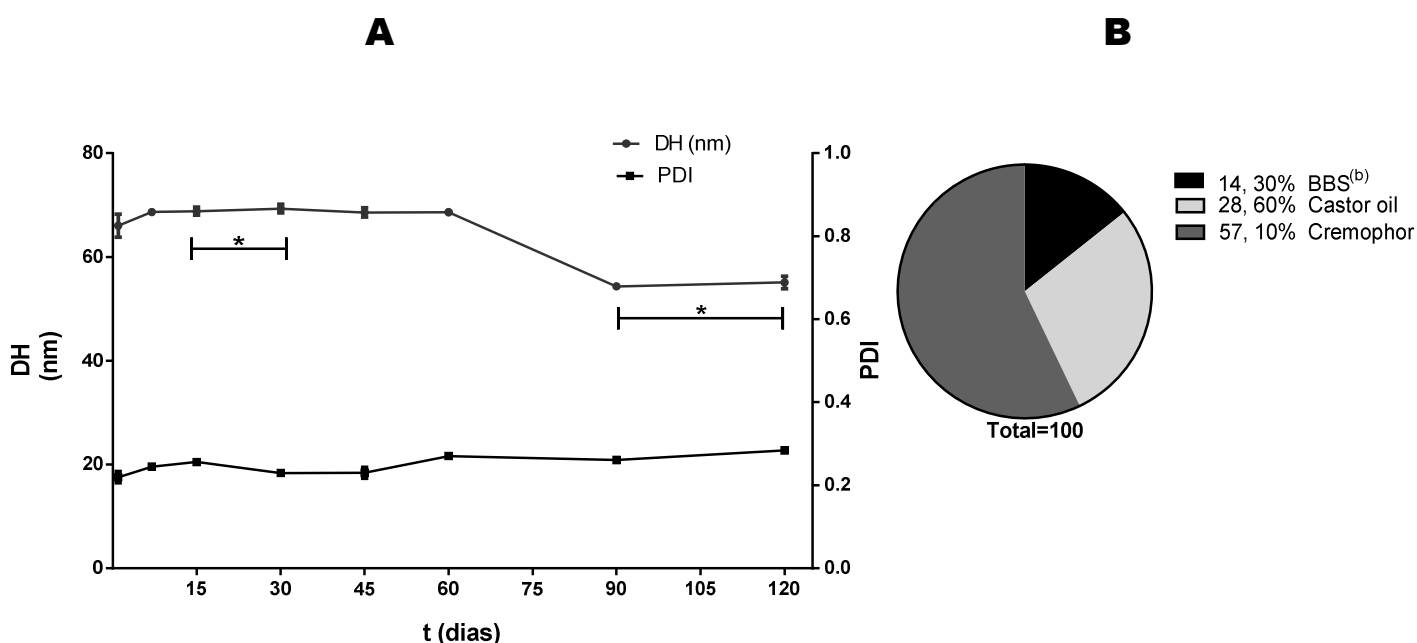 A
B
DH (nm)
PDI
80
60
40
20
0
DH
(nm)
*
*
1.0
0.8
0.6
0.4
0.2
0.0
PDI
15 30 45 60 75 90 105 120
t (dias)
14, 30% BBS(b)
28, 60% Castor oil
57, 10% Cremophor
Total=100